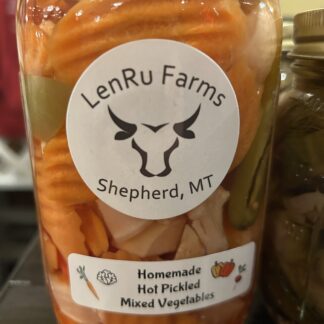 LenRu Farms
Shepherd, MT
Homemade
Hot Pickled
Mixed Vegetables